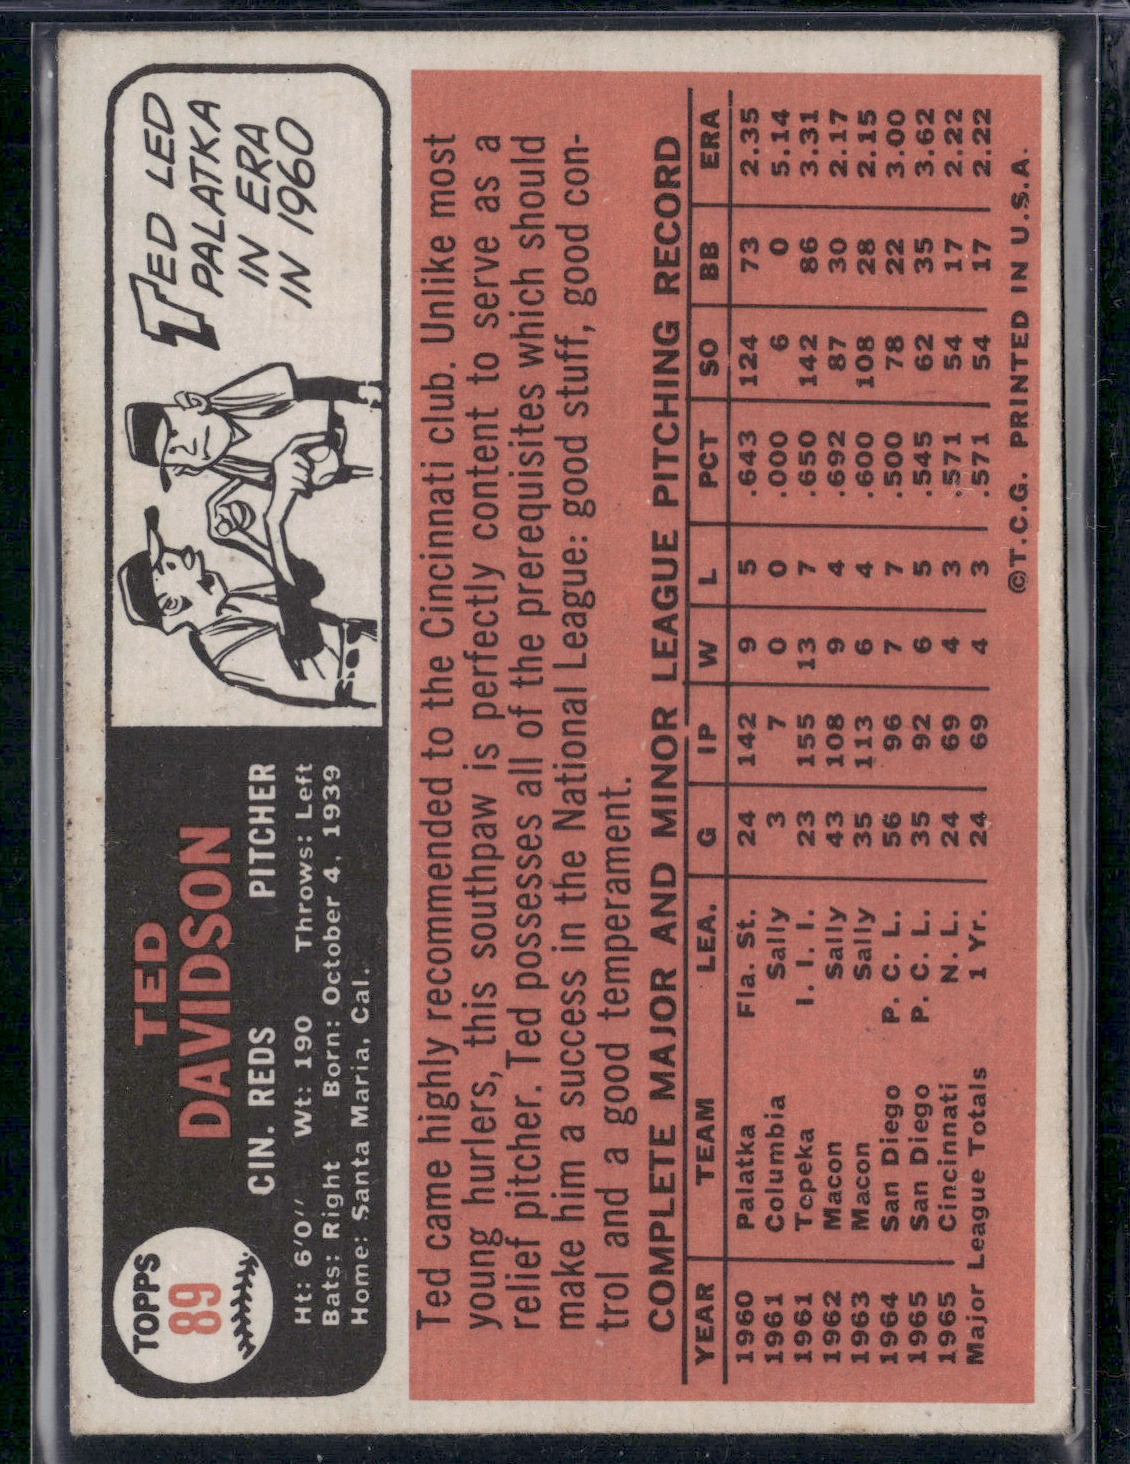 TOPPS
89
TED
DAVIDSON
CIN. REDS PITCHER
Ht: 6'0" Wt: 190 Throws: Left
Bats: Right Born: October 4, 1939
Home: Santa Maria, Cal.
TED LED
PALATKA
IN ERA
IN 1960
Ted came highly recommended to the Cincinnati club. Unlike most
young hurlers, this southpaw is perfectly content to serve as a
relief pitcher. Ted possesses all of the prerequisites which should
make him a success in the National League: good stuff, good con-
trol and a good temperament.
COMPLETE MAJOR AND MINOR LEAGUE PITCHING RECORD
YEAR TEAM LEA. G IP W L PCT SO BB ERA
1960 Palatka Fla. St. 24 142 9 5 .643 124 73 2.35
1961 Columbia Sally 3 7 0 0 .000 6 0 5.14
1961 Topeka I. I. I. 23 155 13 7 .650 142 86 3.31
1962 Macon Sally 43 108 9 4 .692 87 30 2.17
1963 Macon Sally 35 113 6 4 .600 108 28 2.15
1964 San Diego P. C. L. 56 96 7 7 .500 78 22 3.00
1965 San Diego P. C. L. 35 92 6 5 .545 62 35 3.62
1965 Cincinnati N. L. 24 69 4 3 .571 54 17 2.22
Major League Totals 1 Yr. 24 69 4 3 .571 54 17 2.22
©T.C.G. PRINTED IN U.S.A.